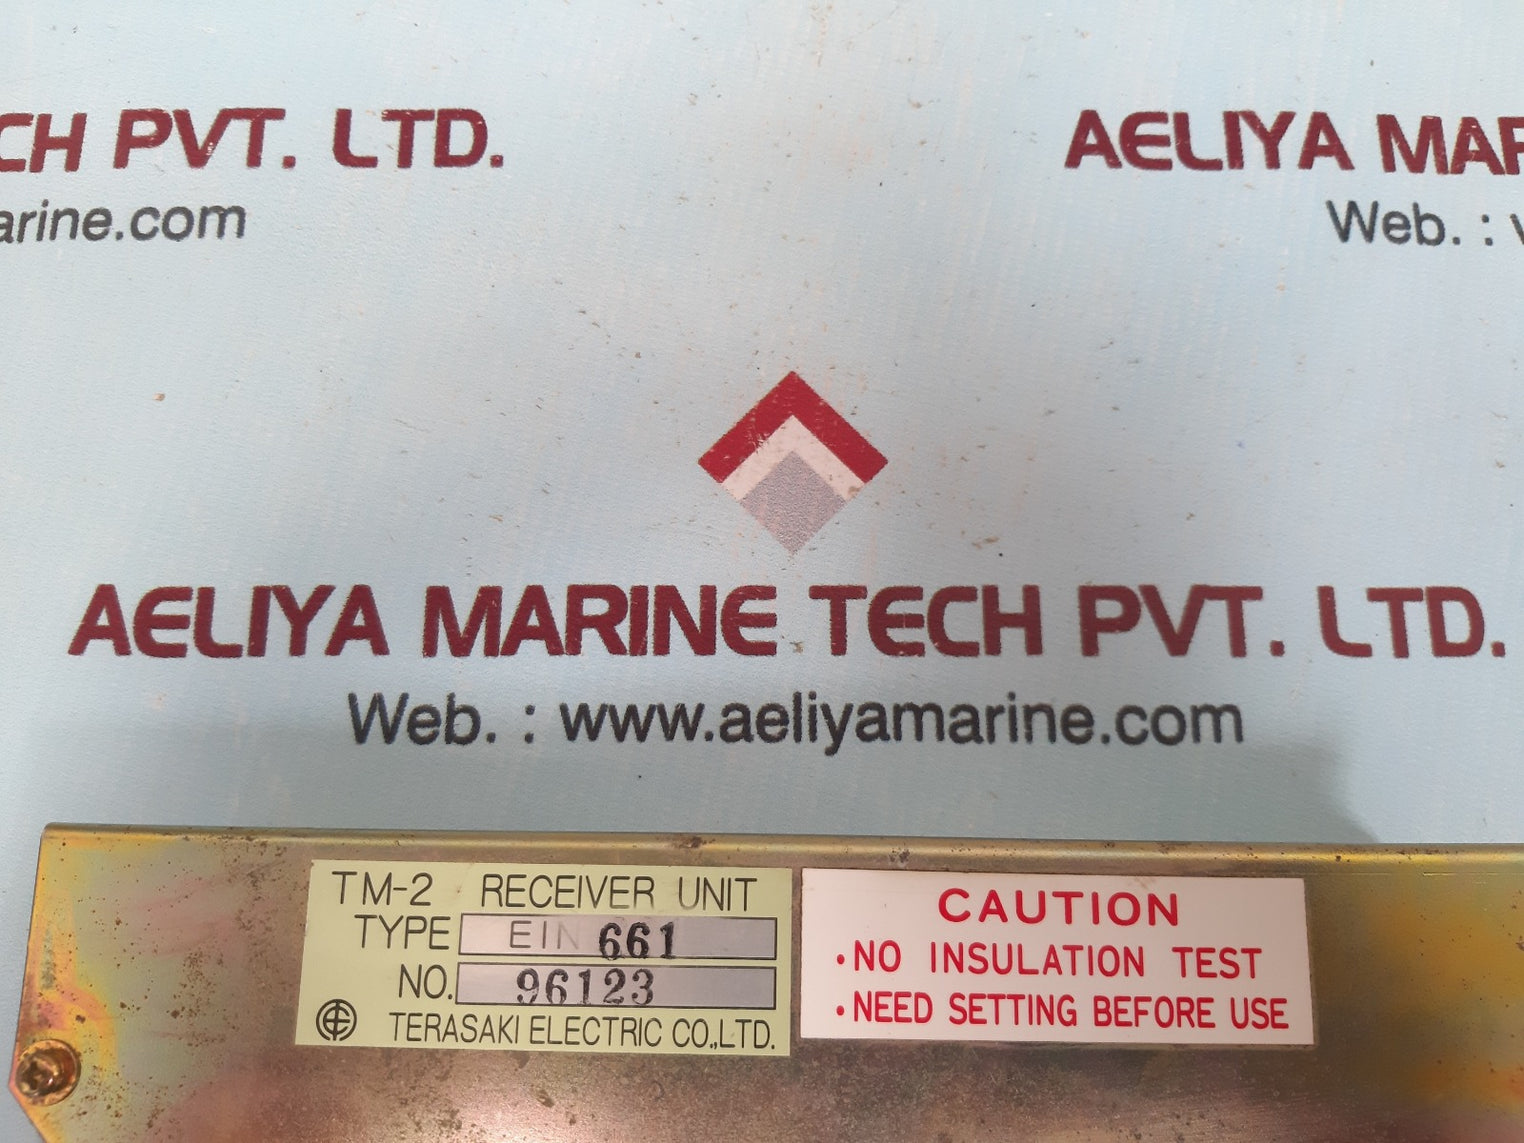 CH PVT. LTD.
arine.com
AELIYA MAR
Web. :
AELIYA MARINE TECH PVT. LTD.
Web. : www.aeliyamarine.com
TM-2 RECEIVER UNIT
TYPE EIN 661
NO. 96123
TERASAKI ELECTRIC CO.,LTD.
CAUTION
•NO INSULATION TEST
•NEED SETTING BEFORE USE